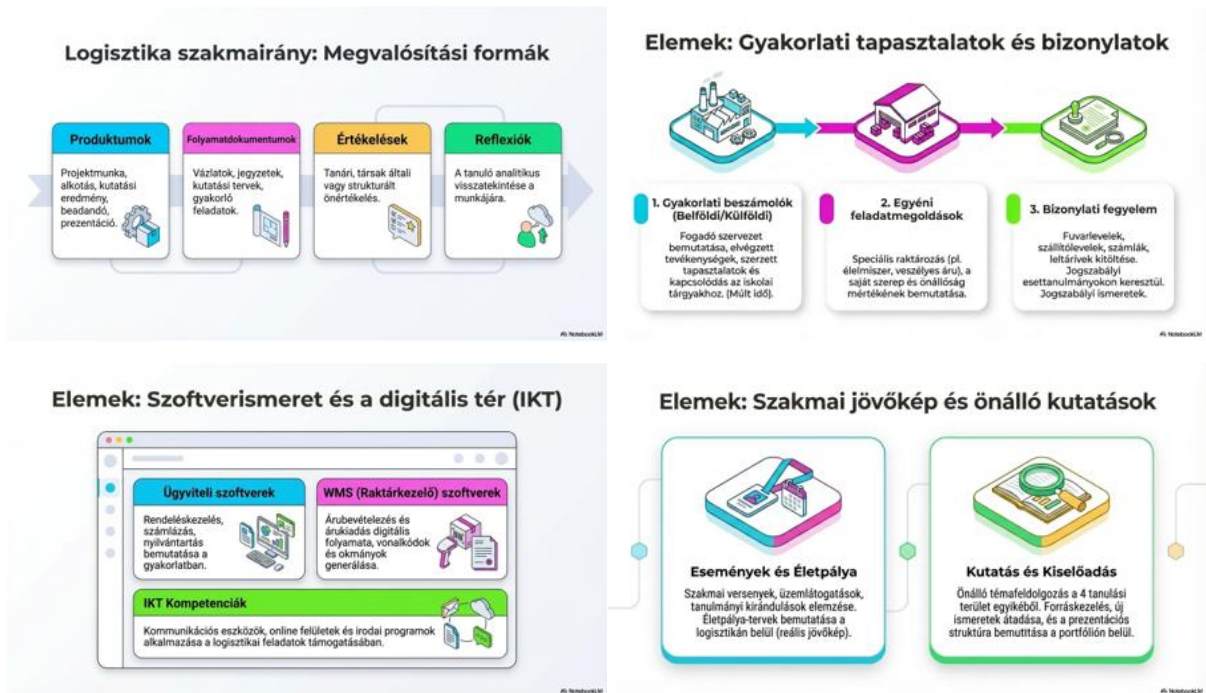 Logisztika szakmairány: Megvalósítási formák
Produktumok
Projektmunka,
alkotás, kutatási
eredmény,
beadandó,
prezentáció.
Folyamatdokumentumok
Vázlatok, jegyzetek,
kutatási tervek,
gyakorló
feladatok.
Értékelések
Tanári, társak általi
vagy strukturált
önértékelés.
Reflexiók
A tanuló analitikus
visszatekintése a
munkájára.
NotebookLM
Elemek: Gyakorlati tapasztalatok és bizonylatok
1. Gyakorlati beszámolók
(Belföldi/Külföldi)
Fogadó szervezet
bemutatása, elvégzett
tevékenységek, szerzett
tapasztalatok és
kapcsolódás az iskolai
tárgyakhoz. (Múlt idő).
2. Egyéni
feladatmegoldások
Speciális raktározás (pl.
élelmiszer, veszélyes áru), a
saját szerep és önállóság
mértékének bemutatása.
3. Bizonylati fegyelem
Fuvarlevelek,
szállítólevelek, számlák,
leltárívek kitöltése.
Jogszabályi
esettanulmányokon keresztül.
Jogszabályi ismeretek.
NotebookLM
Elemek: Szoftverismeret és a digitális tér (IKT)
Ügyviteli szoftverek
Rendeléskezelés,
számlázás,
nyilvántartás
bemutatása a
gyakorlatban.
WMS (Raktárkezelő) szoftverek
Árubevételezés és
árukiadás digitális
folyamata, vonalkódok
és okmányok
generálása.
IKT Kompetenciák
Kommunikációs eszközök, online felületek és irodai programok
alkalmazása a logisztikai feladatok támogatásában.
NotebookLM
Elemek: Szakmai jövőkép és önálló kutatások
Események és Életpálya
Szakmai versenyek, üzemlátogatások,
tanulmányi kirándulások elemzése.
Életpálya-tervek bemutatása a
logisztikán belül (reális jövőkép).
Kutatás és Kiselőadás
Önálló témafeldolgozás a 4 tanulási
terület egyikéből. Forráskezelés, új
ismeretek átadása, és a prezentációs
struktúra bemutitása a portfólión belül.
NotebookLM